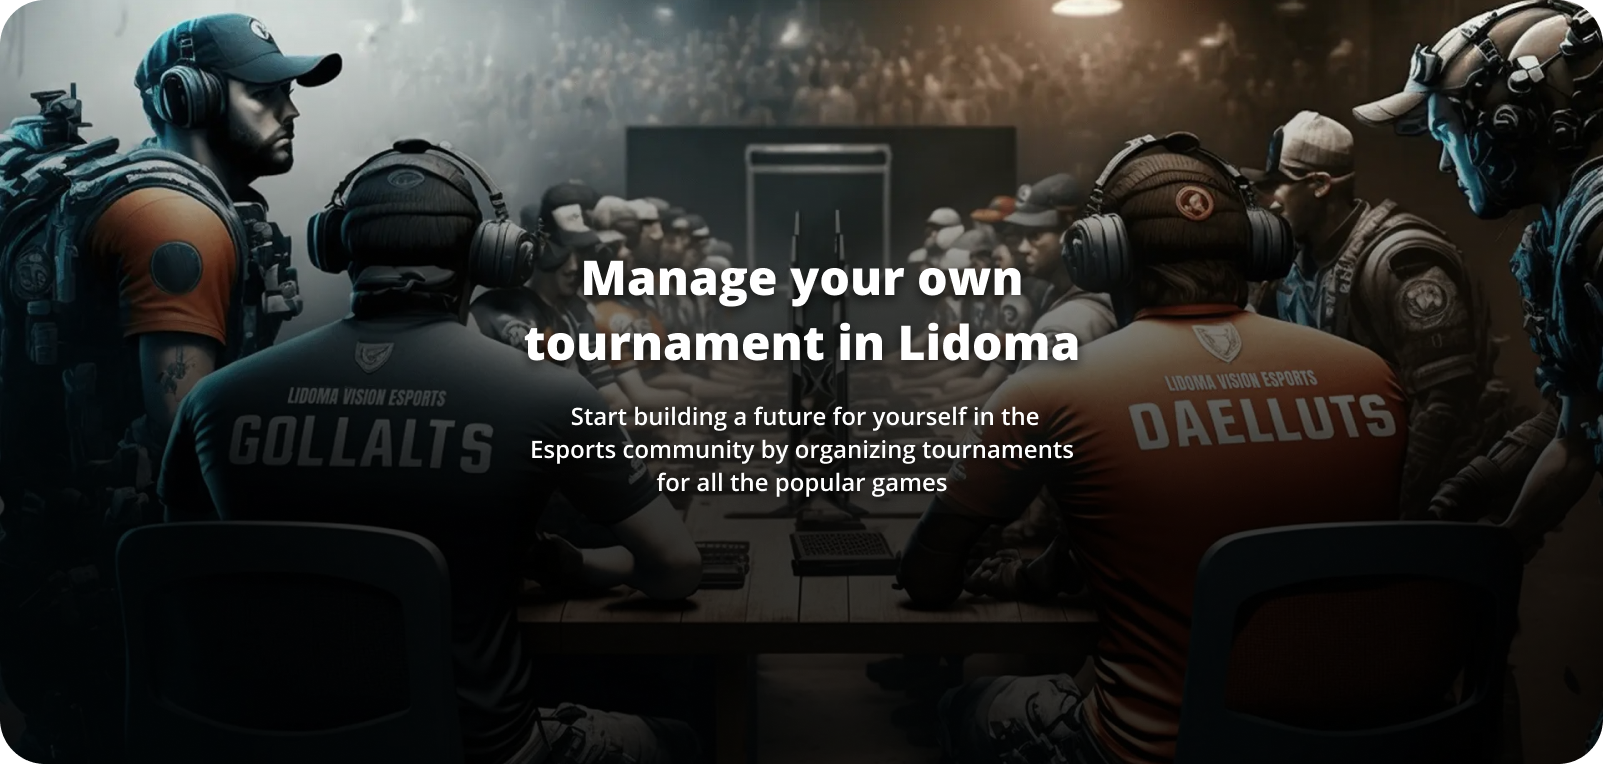 Manage your own
tournament in Lidoma
LIDOMA VISION ESPORTS
GOLLALTS
LIDOMA VISION ESPORTS
DAELLUTS
Start building a future for yourself in the
Esports community by organizing tournaments
for all the popular games